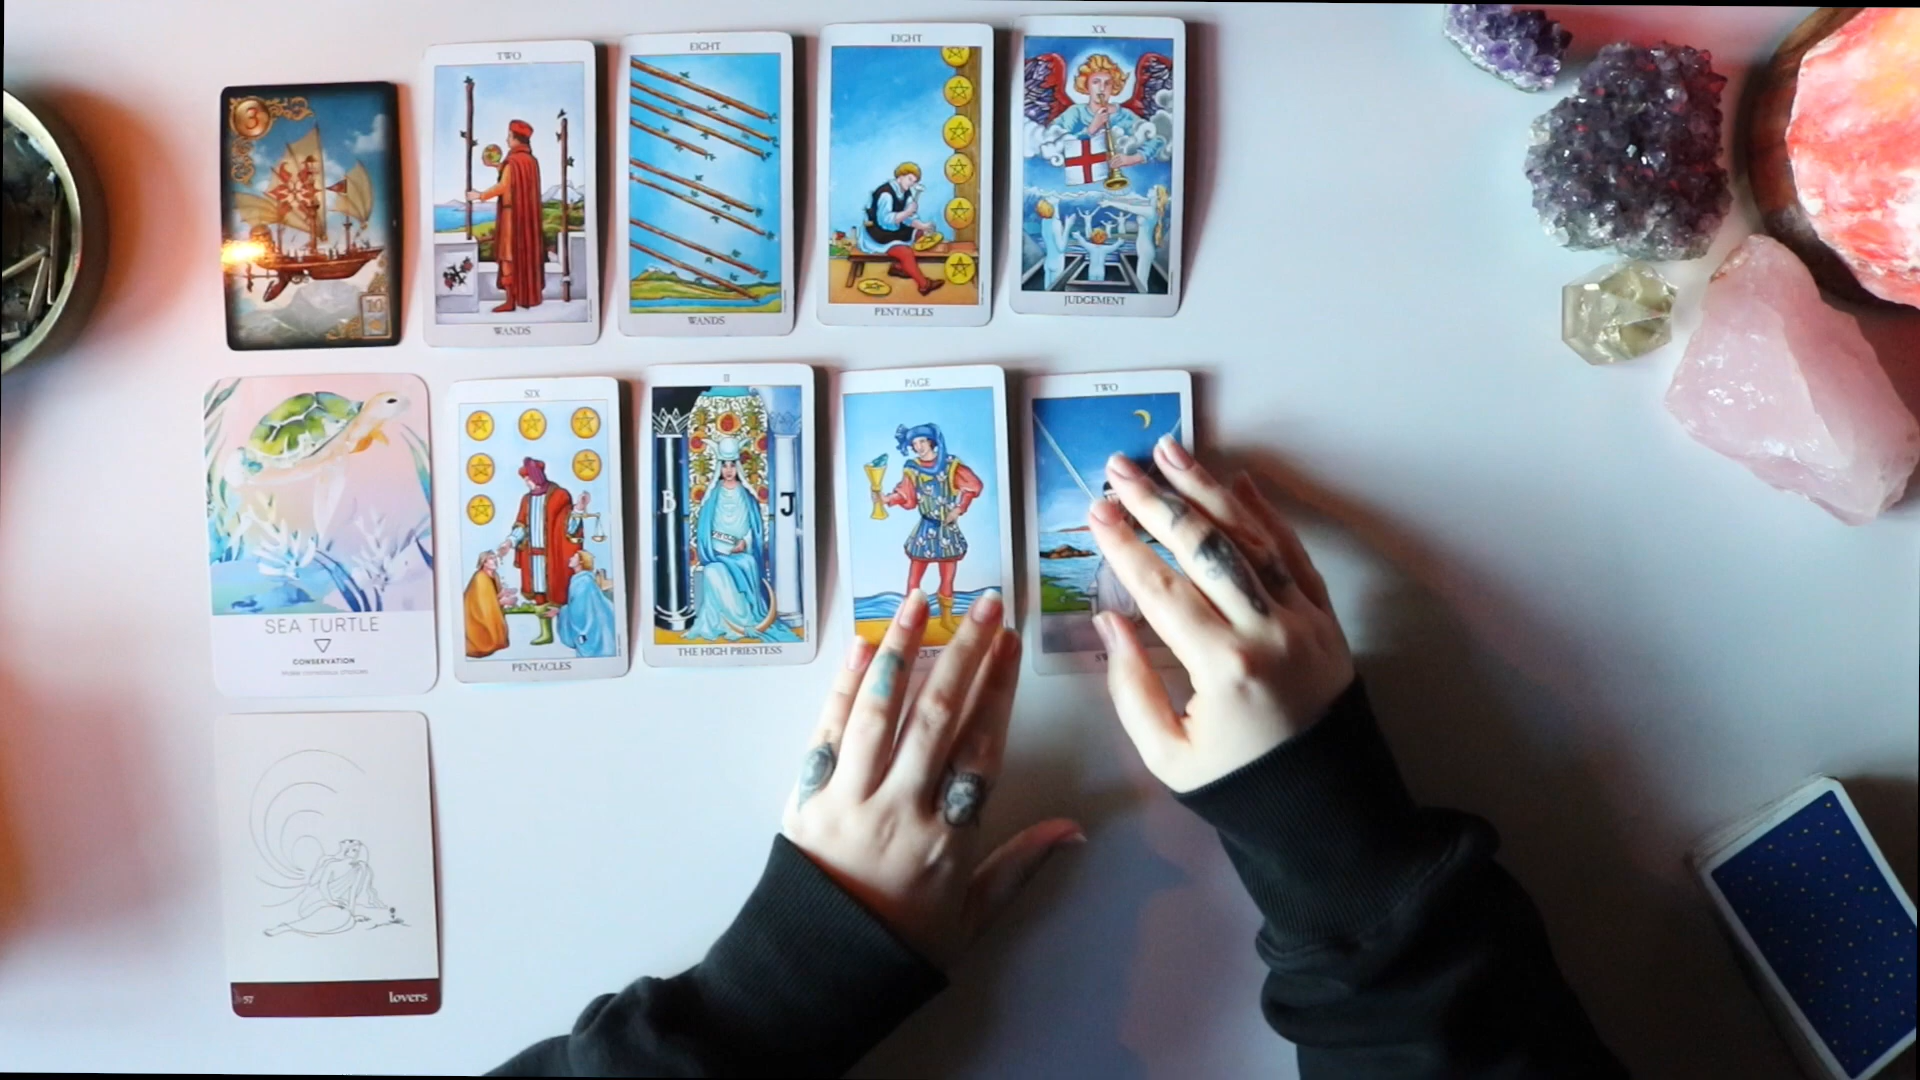 3
10
TWO
WANDS
EIGHT
WANDS
EIGHT
PENTACLES
XX
JUDGEMENT
SEA TURTLE
CONSERVATION
SIX
PENTACLES
II
B
J
THE HIGH PRIESTESS
PAGE
TWO
57
lovers